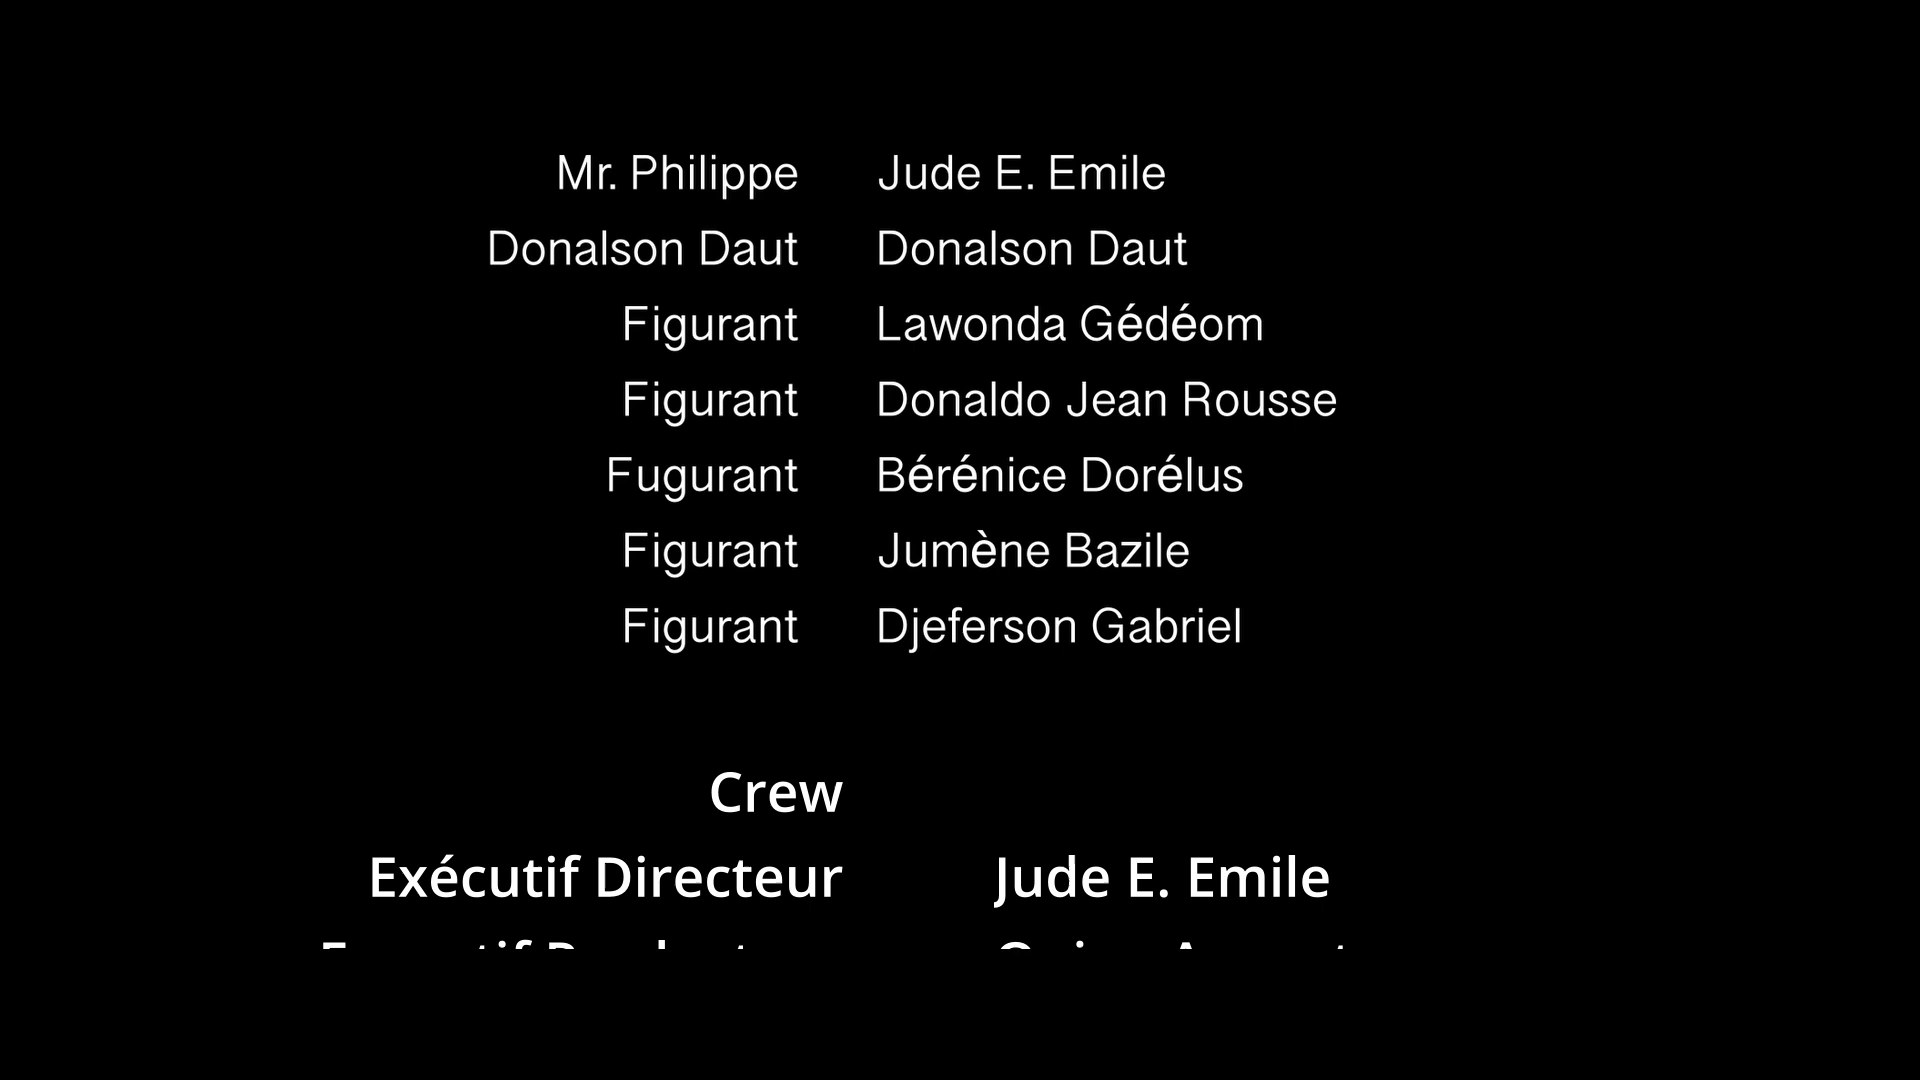 Mr. Philippe Jude E. Emile
Donalson Daut Donalson Daut
Figurant Lawonda Gédéom
Figurant Donaldo Jean Rousse
Fugurant Bérénice Dorélus
Figurant Jumène Bazile
Figurant Djeferson Gabriel
Crew
Exécutif Directeur Jude E. Emile